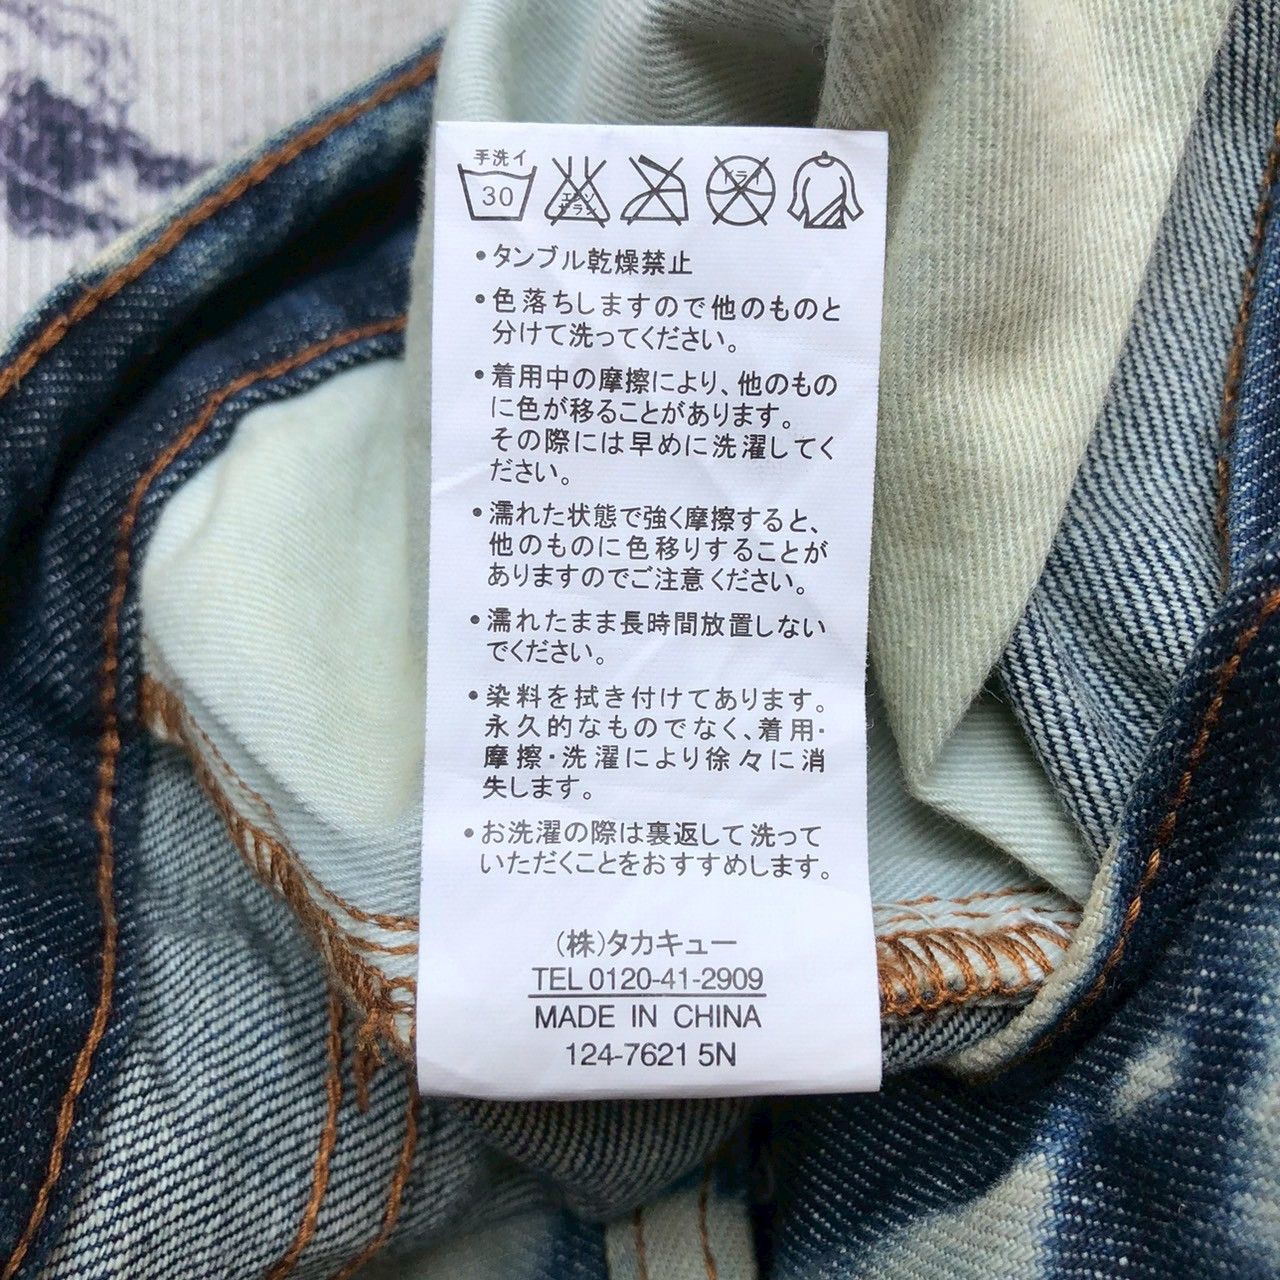 手洗イ
30
エンソ
サラシ
ドライ
・タンブル乾燥禁止
・色落ちしますので他のものと
分けて洗ってください。
・着用中の摩擦により、他のもの
に色が移ることがあります。
その際には早めに洗濯してく
ださい。
・濡れた状態で強く摩擦すると、
他のものに色移りすることが
ありますのでご注意ください。
・濡れたまま長時間放置しない
でください。
・染料を拭き付けてあります。
永久的なものでなく、着用・
摩擦・洗濯により徐々に消
失します。
・お洗濯の際は裏返して洗って
いただくことをおすすめします。
(株)タカキュー
TEL 0120-41-2909
MADE IN CHINA
124-7621 5N